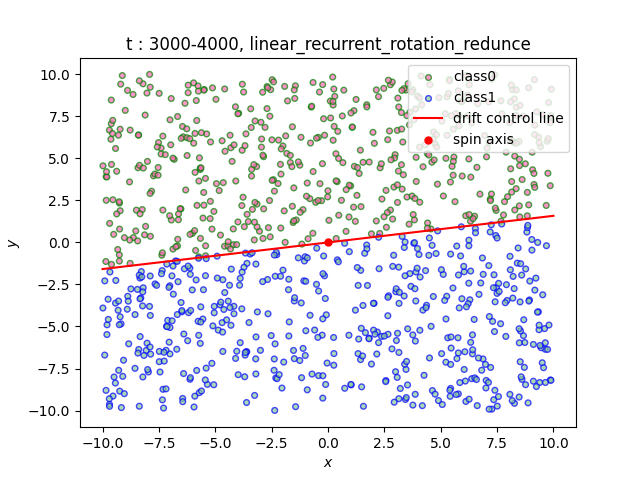 t : 3000-4000, linear_recurrent_rotation_redunce
class0
class1
drift control line
spin axis
10.0
7.5
5.0
2.5
0.0
−2.5
−5.0
−7.5
−10.0
y
−10.0 −7.5 −5.0 −2.5 0.0 2.5 5.0 7.5 10.0
x